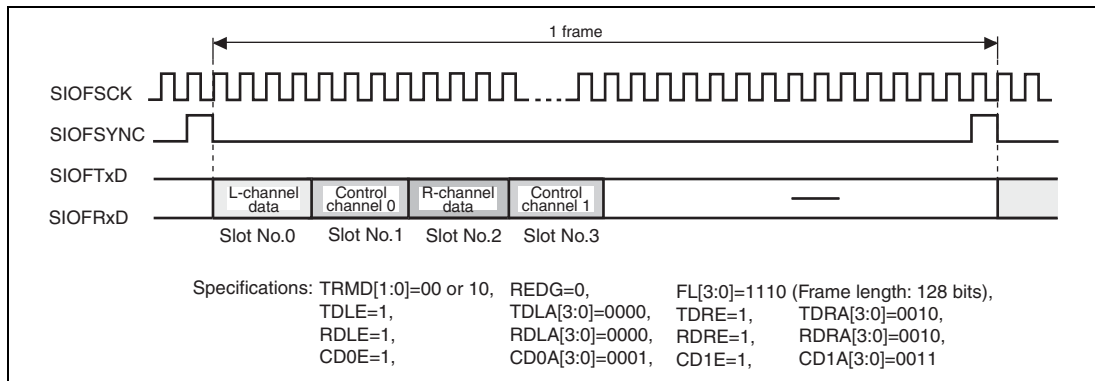 1 frame
SIOFSCK
SIOFSYNC
SIOFTxD
SIOFRxD
L-channel data
Control channel 0
R-channel data
Control channel 1
Slot No.0 Slot No.1 Slot No.2 Slot No.3
Specifications: TRMD[1:0]=00 or 10, REDG=0, FL[3:0]=1110 (Frame length: 128 bits),
TDLE=1, TDLA[3:0]=0000, TDRE=1, TDRA[3:0]=0010,
RDLE=1, RDLA[3:0]=0000, RDRE=1, RDRA[3:0]=0010,
CD0E=1, CD0A[3:0]=0001, CD1E=1, CD1A[3:0]=0011